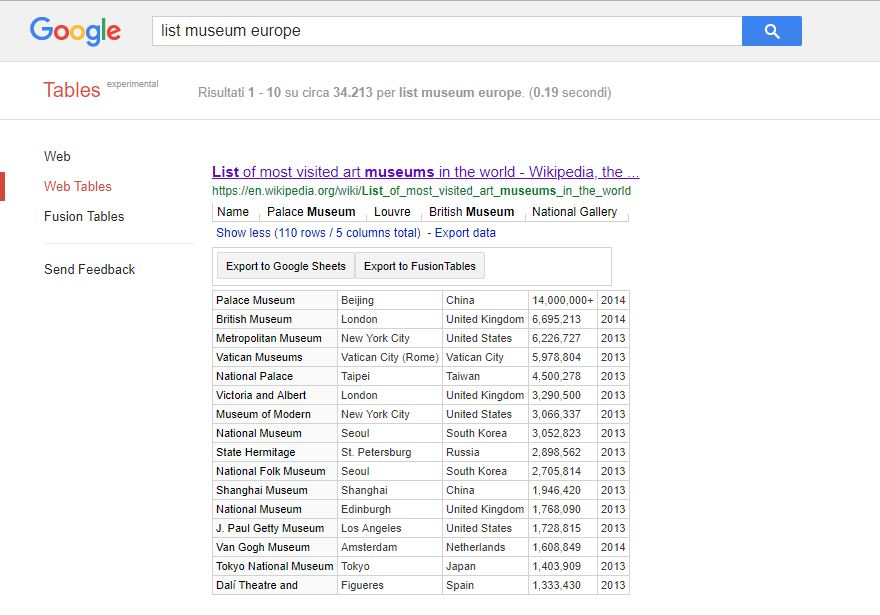 Google list museum europe
Tables experimental Risultati 1 - 10 su circa 34.213 per list museum europe. (0.19 secondi)
Web
Web Tables
Fusion Tables
Send Feedback
List of most visited art museums in the world - Wikipedia, the ...
https://en.wikipedia.org/wiki/List_of_most_visited_art_museums_in_the_world
Name Palace Museum Louvre British Museum National Gallery
Show less (110 rows / 5 columns total) - Export data
Export to Google Sheets Export to FusionTables
Palace Museum Beijing China 14,000,000+ 2014
British Museum London United Kingdom 6,695,213 2014
Metropolitan Museum New York City United States 6,226,727 2013
Vatican Museums Vatican City (Rome) Vatican City 5,978,804 2013
National Palace Taipei Taiwan 4,500,278 2013
Victoria and Albert London United Kingdom 3,290,500 2013
Museum of Modern New York City United States 3,066,337 2013
National Museum Seoul South Korea 3,052,823 2013
State Hermitage St. Petersburg Russia 2,898,562 2013
National Folk Museum Seoul South Korea 2,705,814 2013
Shanghai Museum Shanghai China 1,946,420 2013
National Museum Edinburgh United Kingdom 1,768,090 2013
J. Paul Getty Museum Los Angeles United States 1,728,815 2013
Van Gogh Museum Amsterdam Netherlands 1,608,849 2014
Tokyo National Museum Tokyo Japan 1,403,909 2013
Dalí Theatre and Figueres Spain 1,333,430 2013